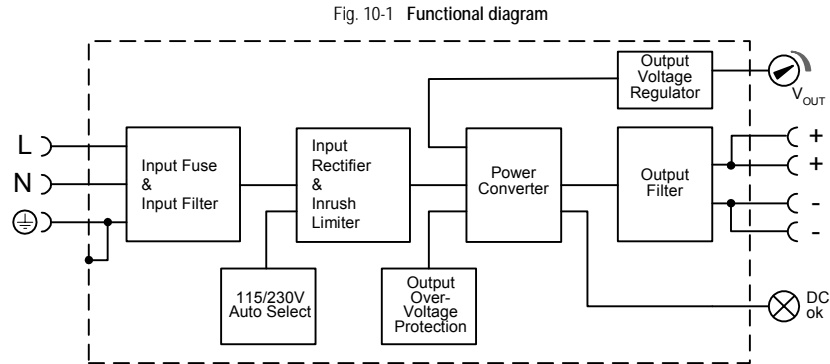 Fig. 10-1 Functional diagram
Output
Voltage
Regulator
VOUT
L
N
Input Fuse
&
Input Filter
Input
Rectifier
&
Inrush
Limiter
Power
Converter
Output
Filter
+
+
-
-
115/230V
Auto Select
Output
Over-
Voltage
Protection
DC
ok